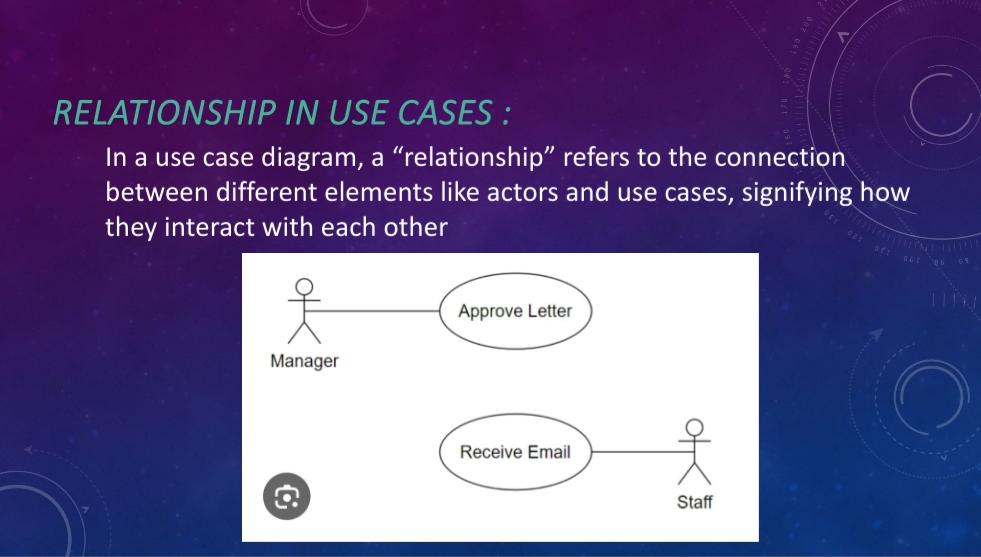 RELATIONSHIP IN USE CASES :
In a use case diagram, a “relationship” refers to the connection
between different elements like actors and use cases, signifying how
they interact with each other
Approve Letter
Manager
Receive Email
Staff